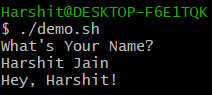 Harshit@DESKTOP-F6E1TQK
$ ./demo.sh
What's Your Name?
Harshit Jain
Hey, Harshit!